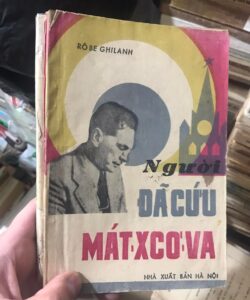 RÔBE GHILANH
Người
ĐÃ CỨU
MÁT-XCƠ-VA
NHÀ XUẤT BẢN HÀ NỘI